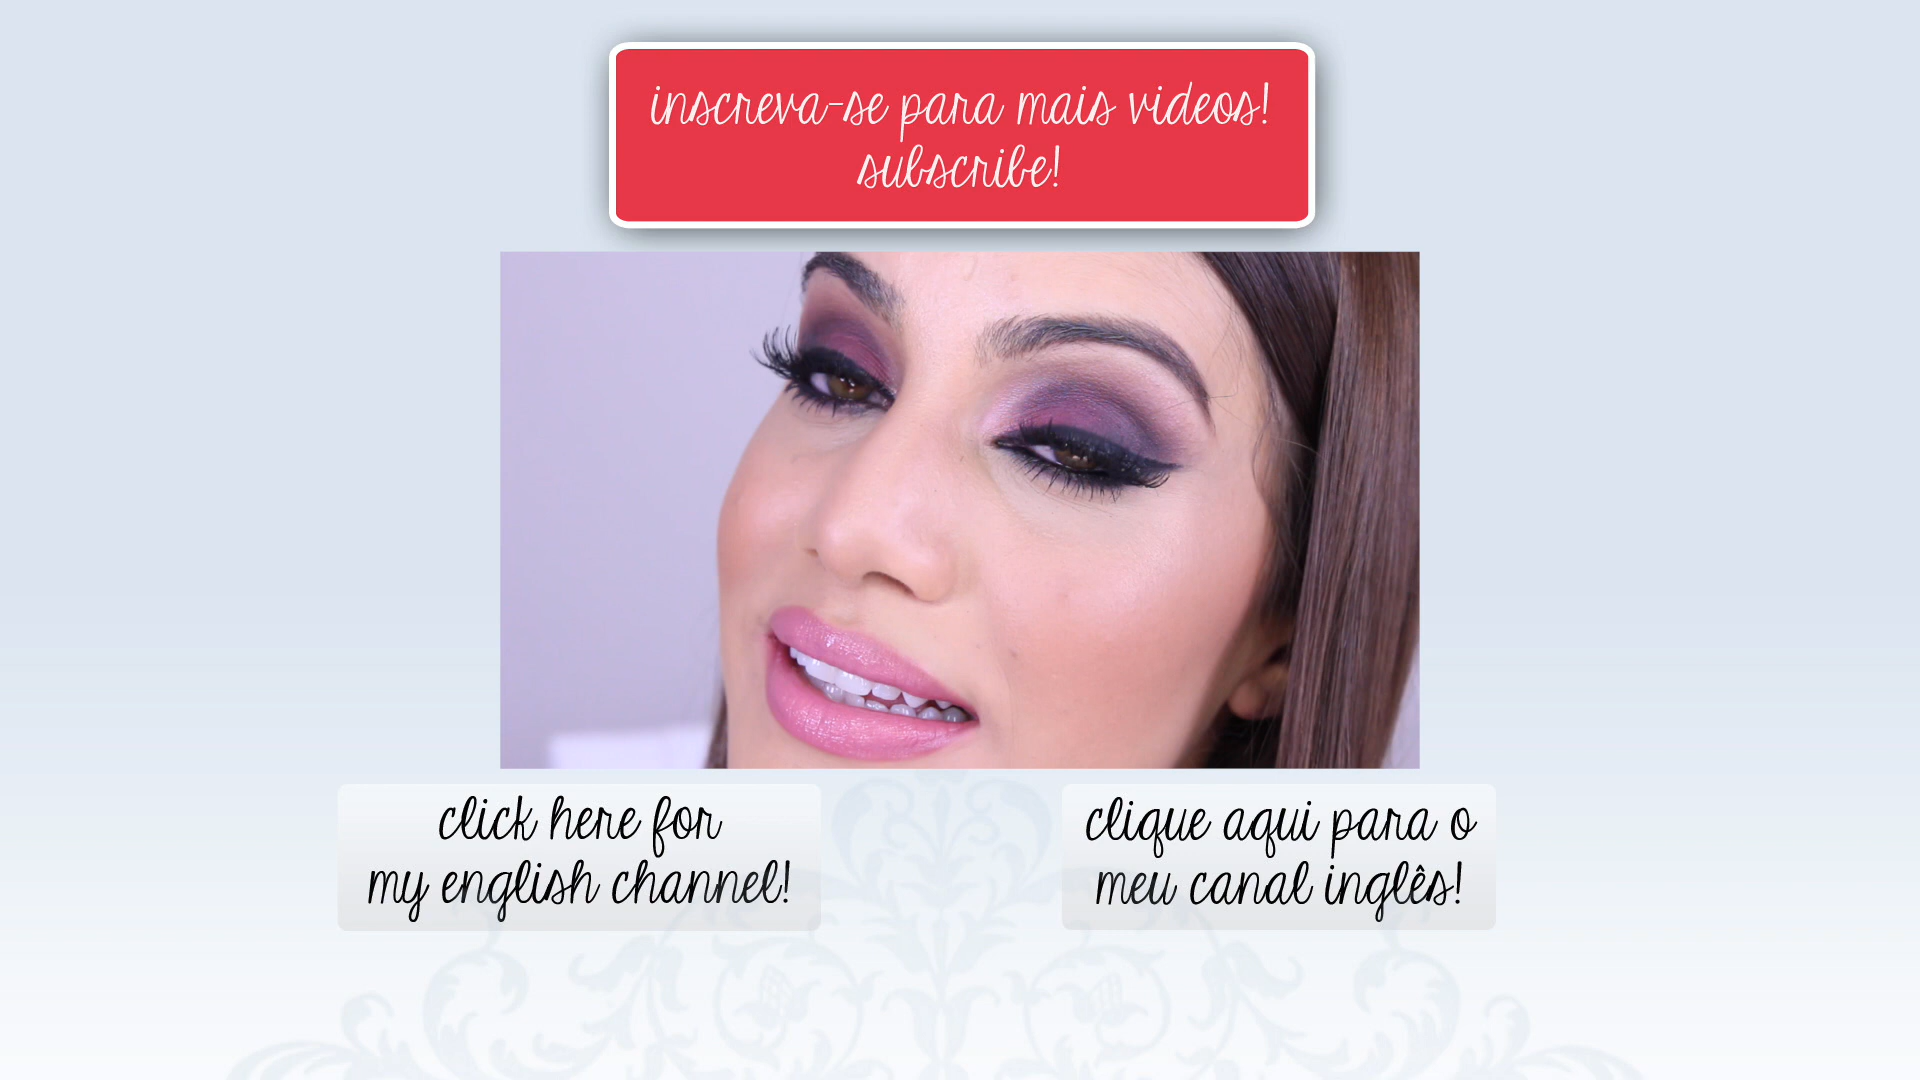 inscreva-se para mais videos!
subscribe!
click here for
my english channel!
clique aqui para o
meu canal inglês!